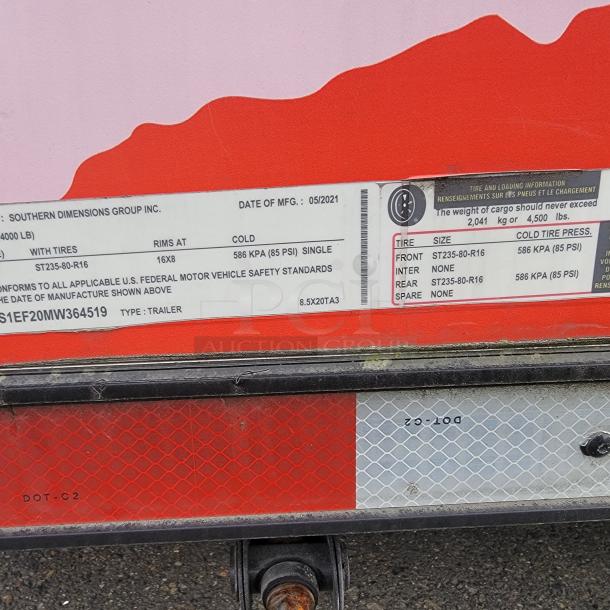 : SOUTHERN DIMENSIONS GROUP INC. DATE OF MFG. : 05/2021
4000 LB)
) WITH TIRES RIMS AT COLD
ST235-80-R16 16X8 586 KPA (85 PSI) SINGLE
ONFORMS TO ALL APPLICABLE U.S. FEDERAL MOTOR VEHICLE SAFETY STANDARDS
HE DATE OF MANUFACTURE SHOWN ABOVE
S1EF20MW364519 TYPE : TRAILER 8.5X20TA3
TIRE AND LOADING INFORMATION
RENSEIGNEMENTS SUR LES PNEUS ET LE CHARGEMENT
The weight of cargo should never exceed
2,041 kg or 4,500 lbs.
TIRE SIZE COLD TIRE PRESS.
FRONT ST235-80-R16 586 KPA (85 PSI)
INTER NONE
REAR ST235-80-R16 586 KPA (85 PSI)
SPARE NONE
PCI
AUCTION GROUP
DOT-C2
DOT-C2